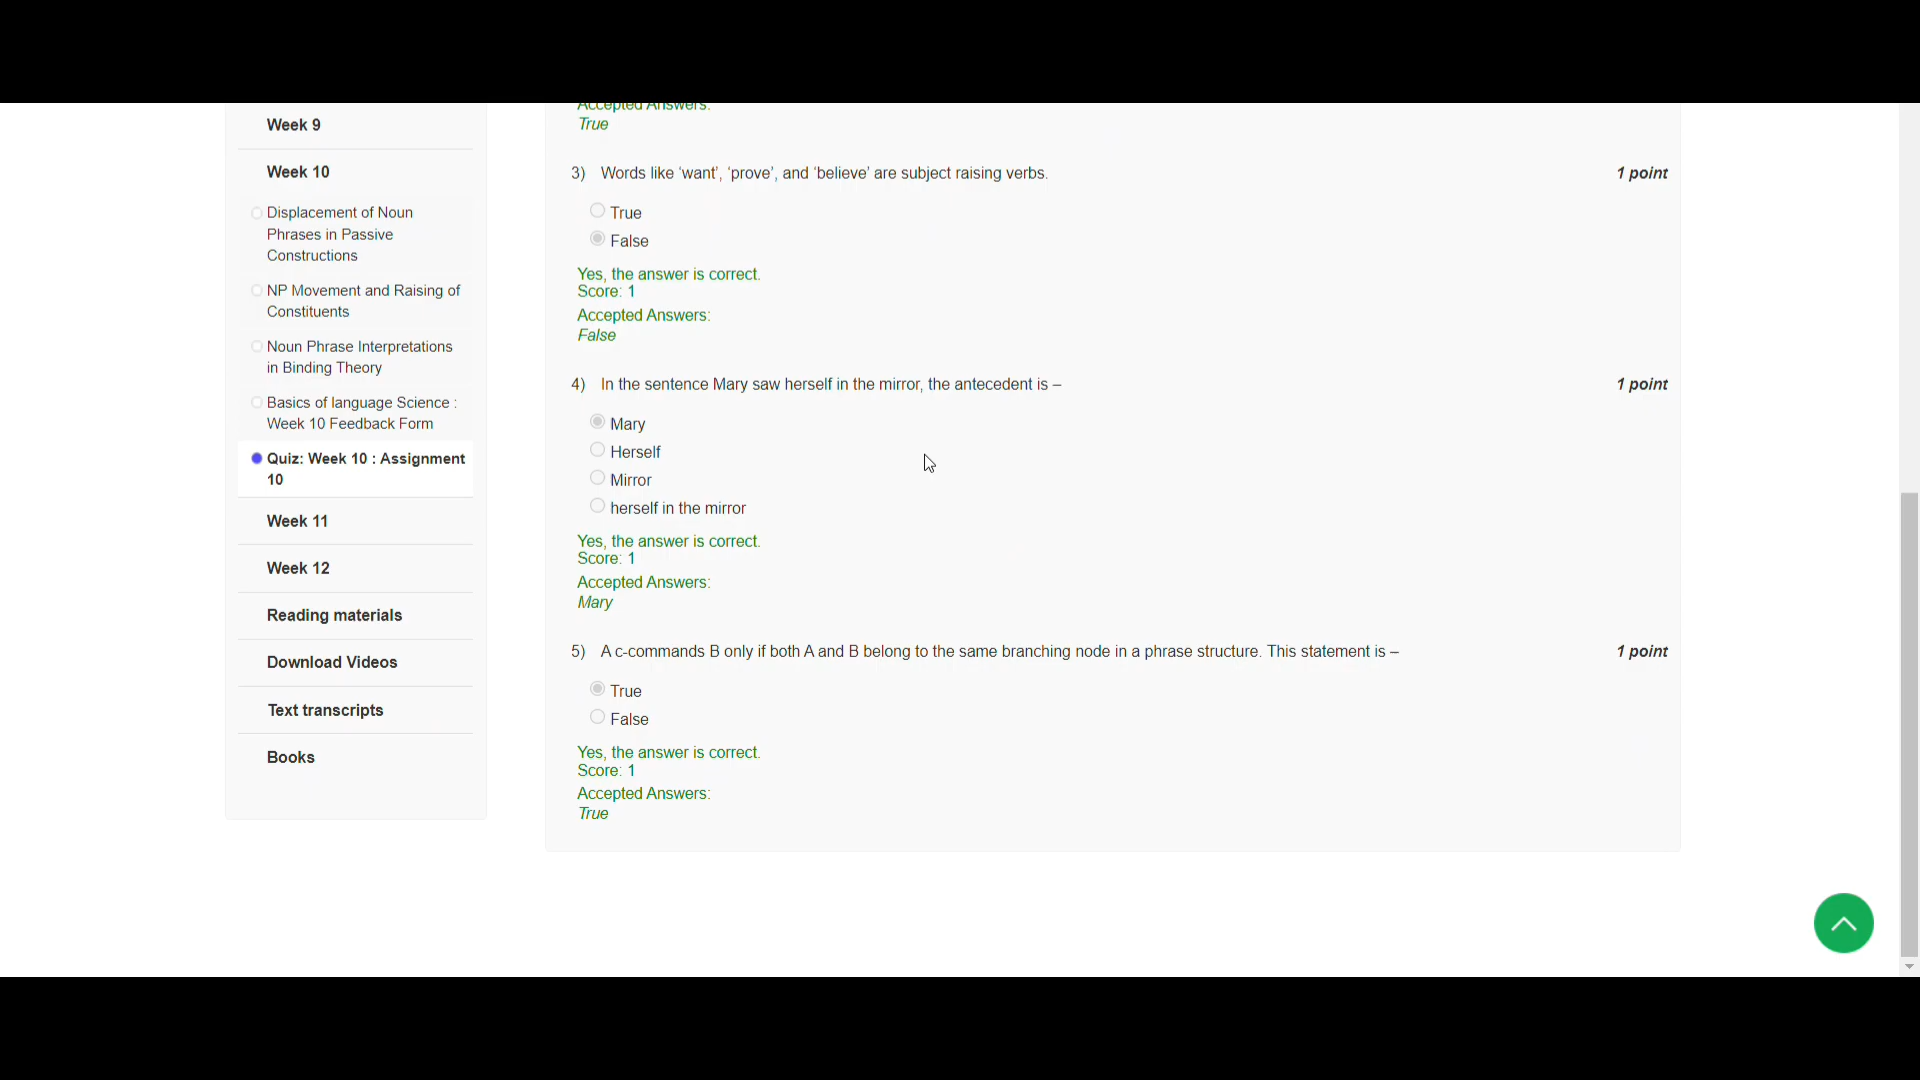 Week 9
Week 10
Displacement of Noun
Phrases in Passive
Constructions
NP Movement and Raising of
Constituents
Noun Phrase Interpretations
in Binding Theory
Basics of language Science :
Week 10 Feedback Form
Quiz: Week 10 : Assignment
10
Week 11
Week 12
Reading materials
Download Videos
Text transcripts
Books
Accepted Answers:
True
3) Words like ‘want’, ‘prove’, and ‘believe’ are subject raising verbs. 1 point
True
False
Yes, the answer is correct.
Score: 1
Accepted Answers:
False
4) In the sentence Mary saw herself in the mirror, the antecedent is – 1 point
Mary
Herself
Mirror
herself in the mirror
Yes, the answer is correct.
Score: 1
Accepted Answers:
Mary
5) A c-commands B only if both A and B belong to the same branching node in a phrase structure. This statement is – 1 point
True
False
Yes, the answer is correct.
Score: 1
Accepted Answers:
True